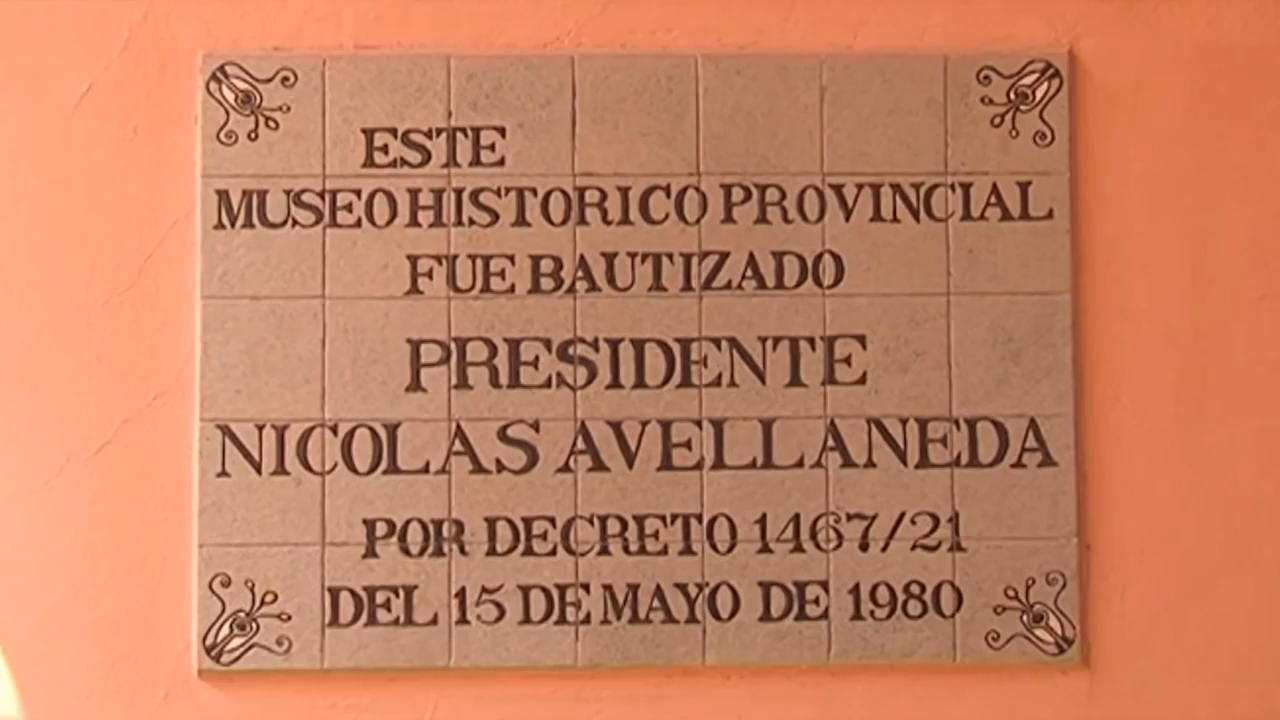 ESTE
MUSEO HISTORICO PROVINCIAL
FUE BAUTIZADO
PRESIDENTE
NICOLAS AVELLANEDA
POR DECRETO 1467/21
DEL 15 DE MAYO DE 1980